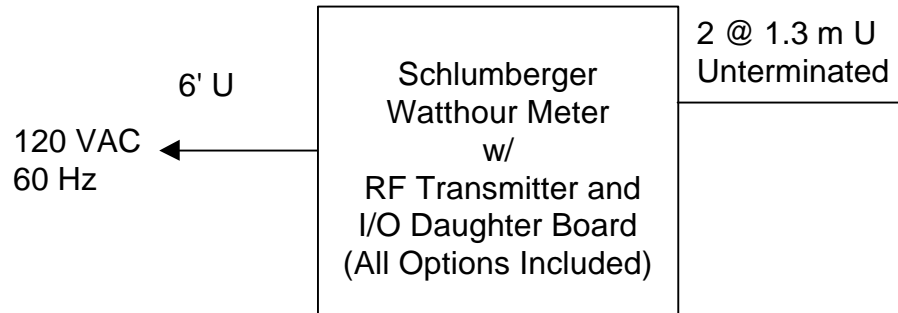 6' U
120 VAC
60 Hz
Schlumberger
Watthour Meter
w/
RF Transmitter and
I/O Daughter Board
(All Options Included)
2 @ 1.3 m U
Unterminated